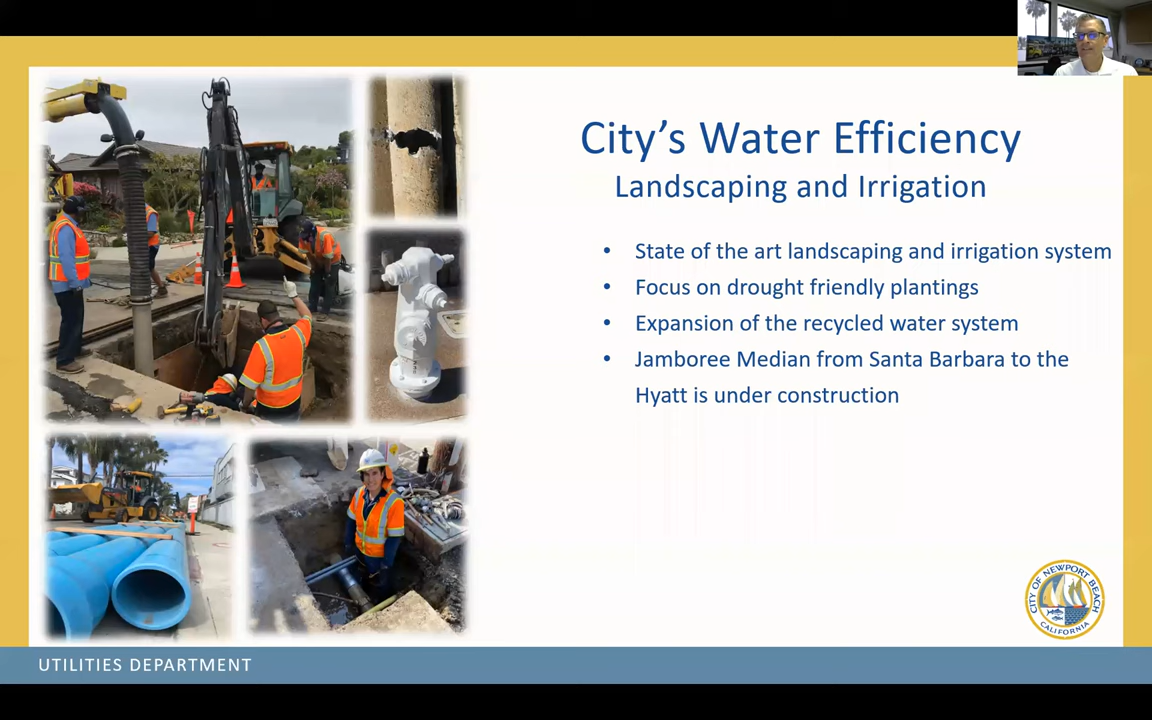 City's Water Efficiency
Landscaping and Irrigation
• State of the art landscaping and irrigation system
• Focus on drought friendly plantings
• Expansion of the recycled water system
• Jamboree Median from Santa Barbara to the
Hyatt is under construction
CITY OF NEWPORT BEACH
CALIFORNIA
UTILITIES DEPARTMENT